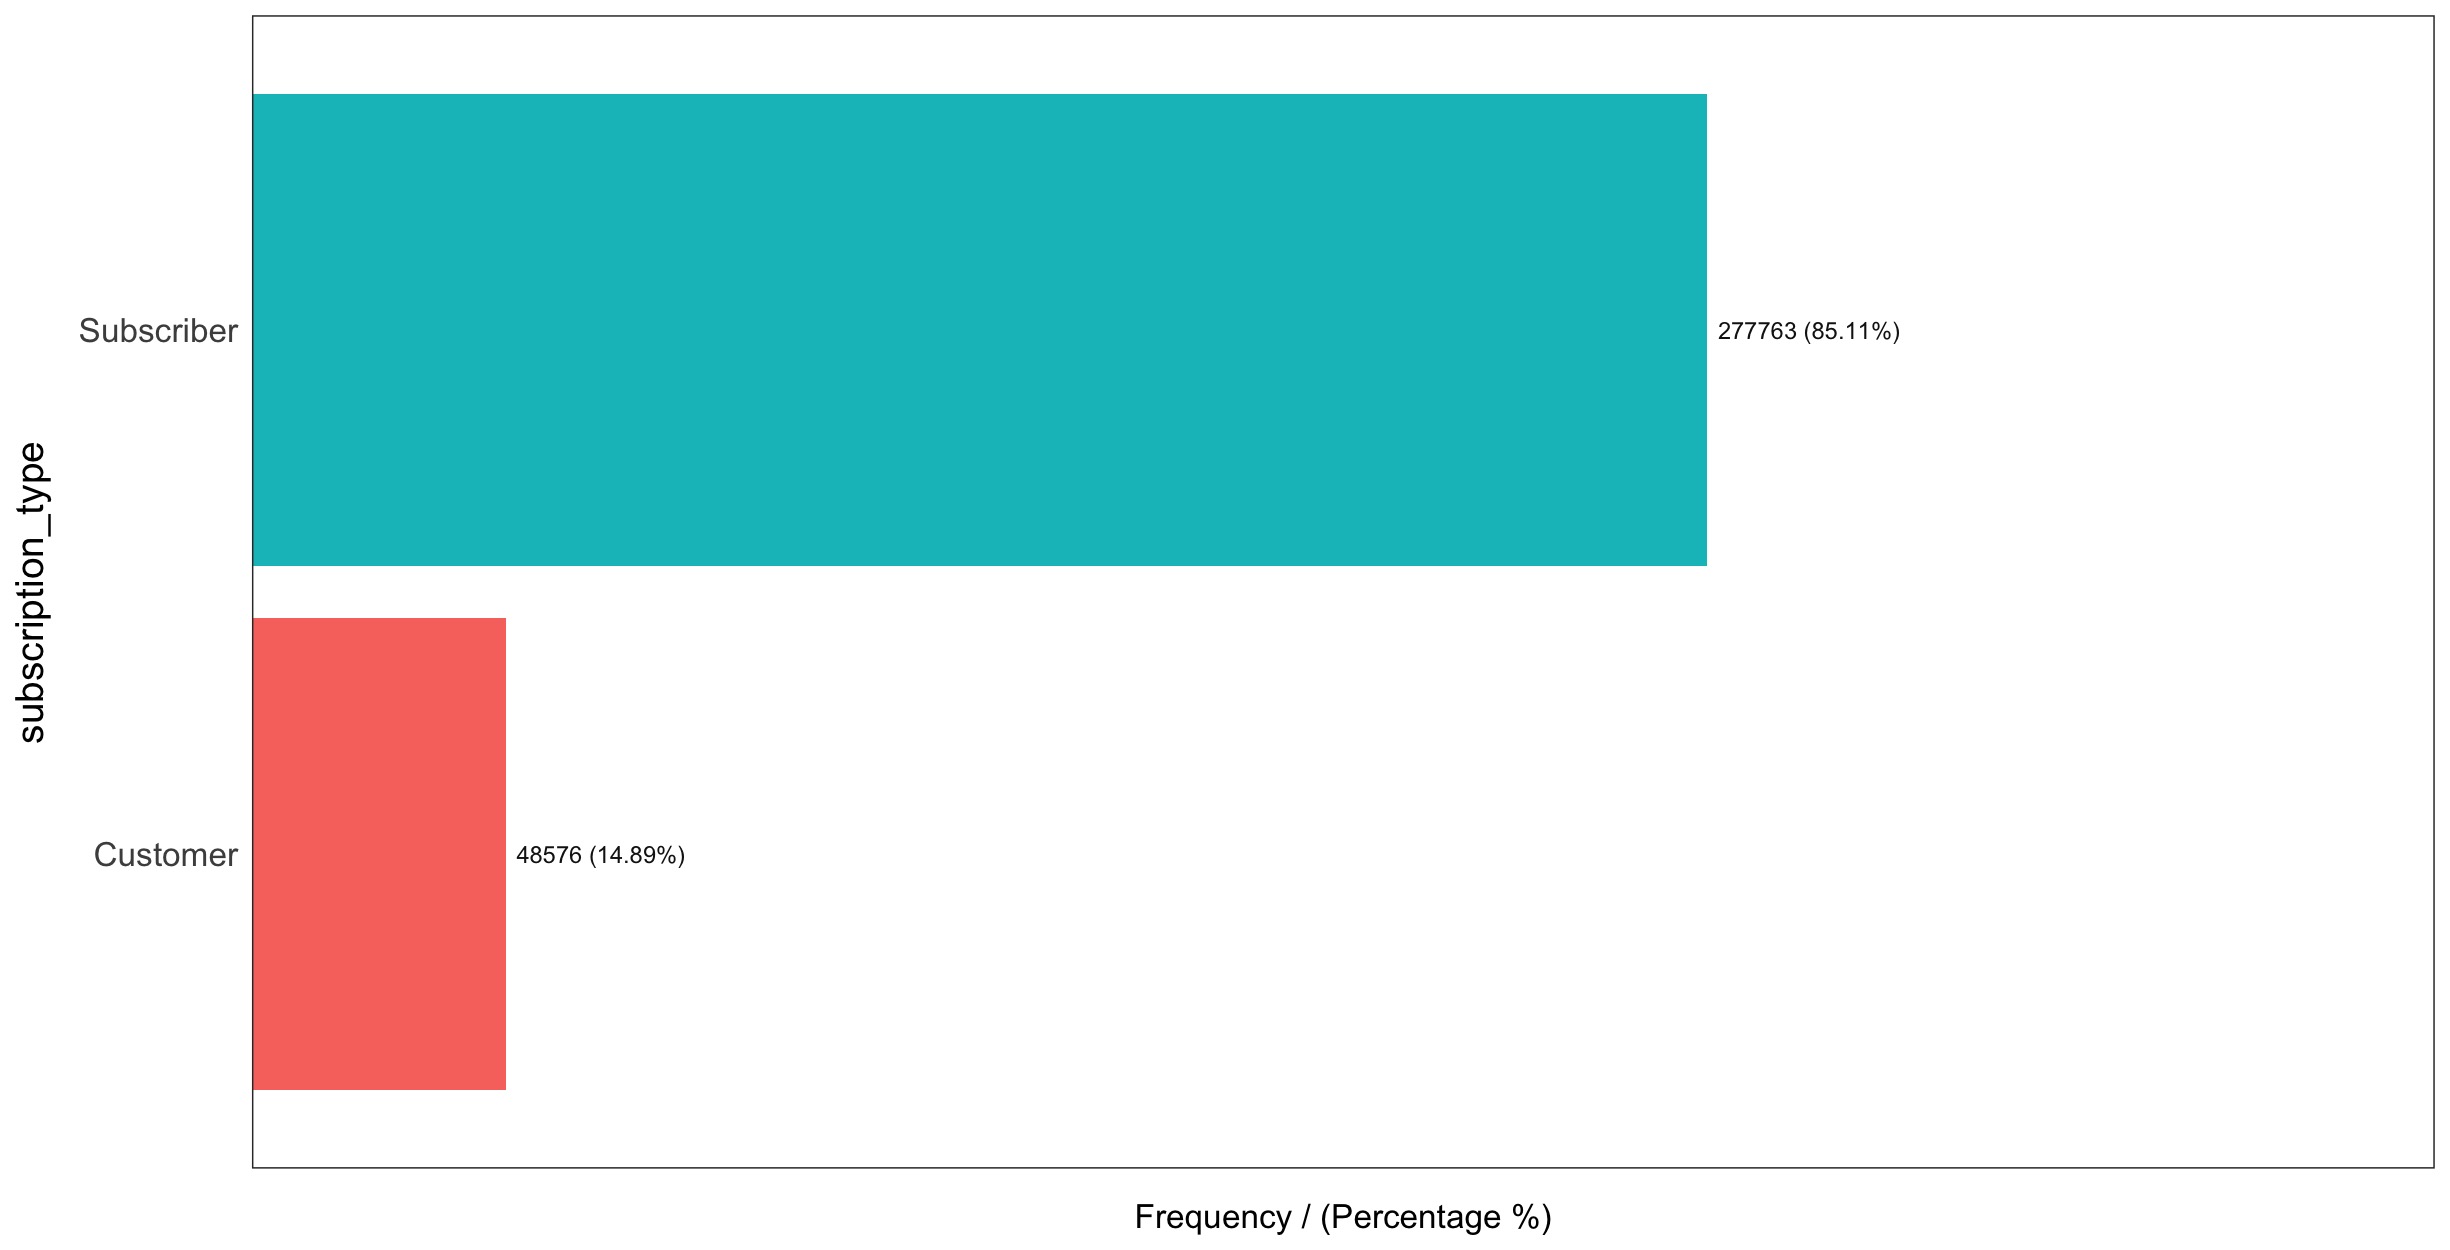 subscription_type
Subscriber
277763 (85.11%)
Customer
48576 (14.89%)
Frequency / (Percentage %)